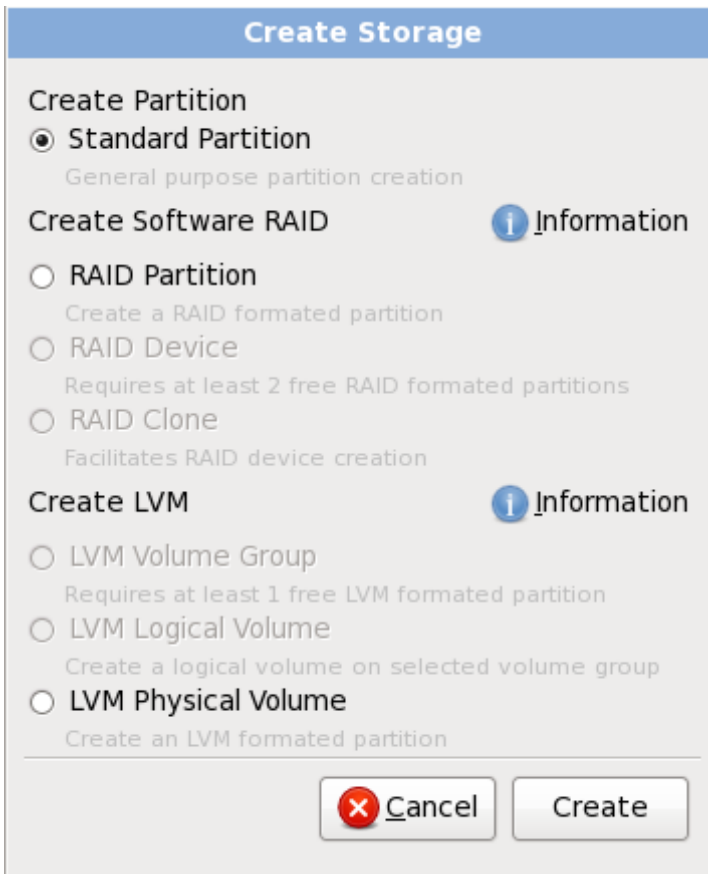 Create Storage
Create Partition
Standard Partition
General purpose partition creation
Create Software RAID Information
RAID Partition
Create a RAID formated partition
RAID Device
Requires at least 2 free RAID formated partitions
RAID Clone
Facilitates RAID device creation
Create LVM Information
LVM Volume Group
Requires at least 1 free LVM formated partition
LVM Logical Volume
Create a logical volume on selected volume group
LVM Physical Volume
Create an LVM formated partition
Cancel Create